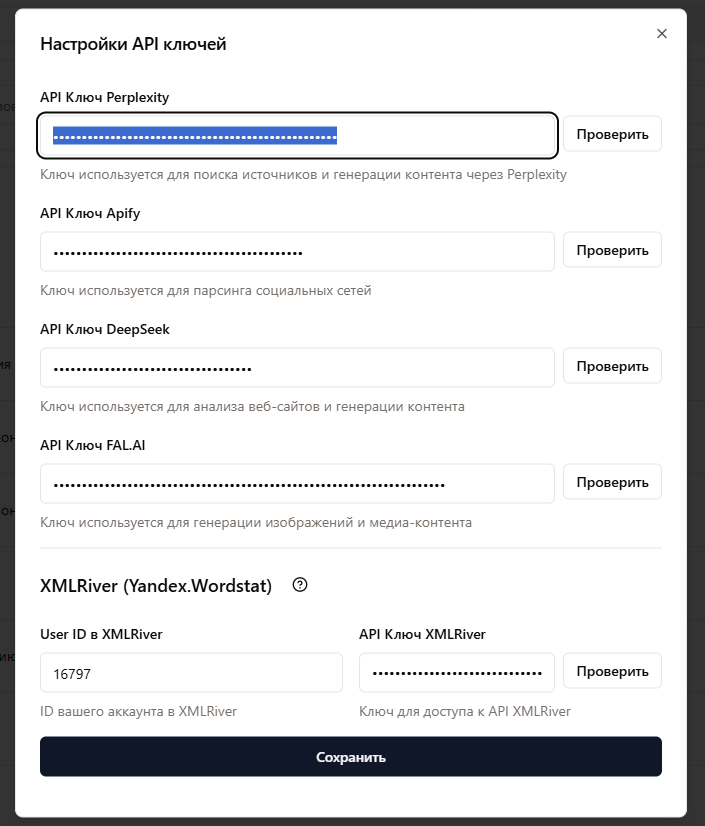 Настройки API ключей
API Ключ Perplexity
Проверить
Ключ используется для поиска источников и генерации контента через Perplexity
API Ключ Apify
Проверить
Ключ используется для парсинга социальных сетей
API Ключ DeepSeek
Проверить
Ключ используется для анализа веб-сайтов и генерации контента
API Ключ FAL.AI
Проверить
Ключ используется для генерации изображений и медиа-контента
XMLRiver (Yandex.Wordstat)
User ID в XMLRiver
API Ключ XMLRiver
16797
Проверить
ID вашего аккаунта в XMLRiver
Ключ для доступа к API XMLRiver
Сохранить